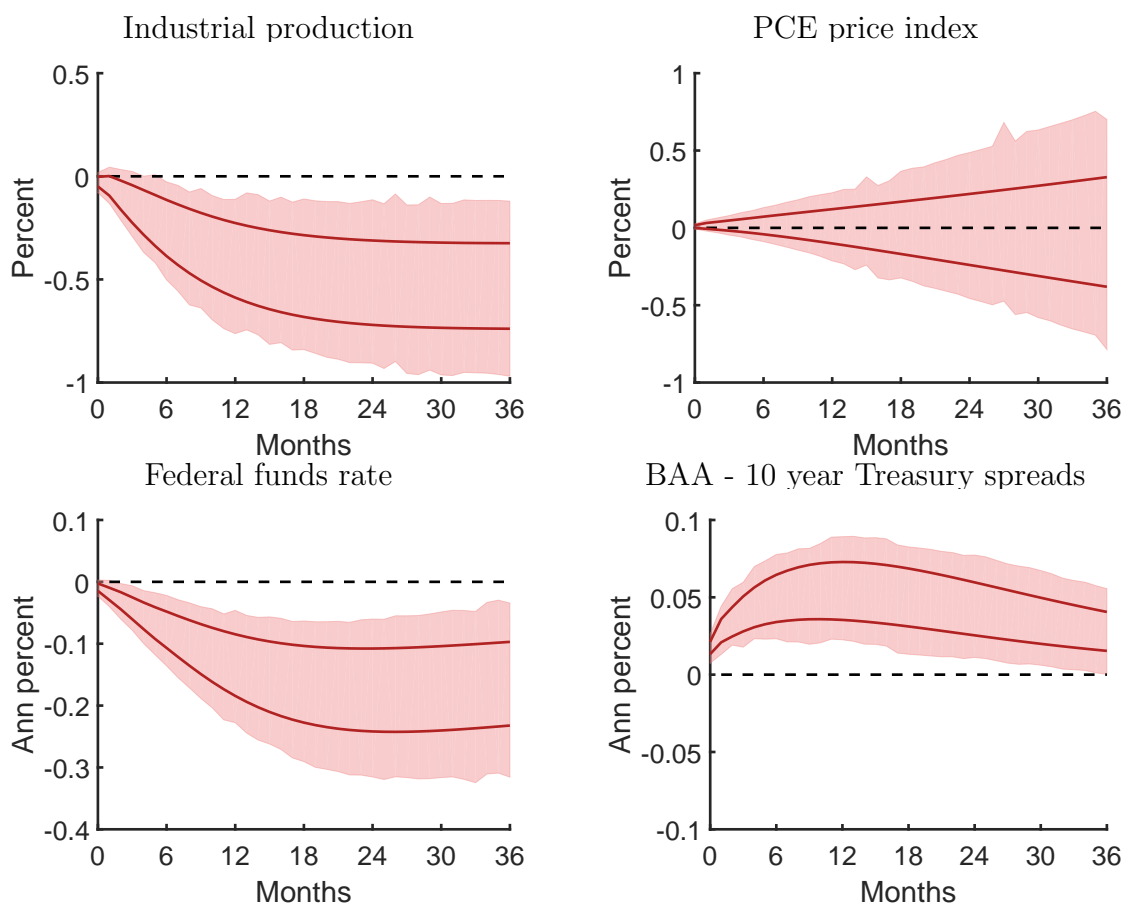 Industrial production
0.5
0
-0.5
-1
Percent
0 6 12 18 24 30 36
Months
PCE price index
1
0.5
0
-0.5
-1
Percent
0 6 12 18 24 30 36
Months
Federal funds rate
0.1
0
-0.1
-0.2
-0.3
-0.4
Ann percent
0 6 12 18 24 30 36
Months
BAA - 10 year Treasury spreads
0.1
0.05
0
-0.05
-0.1
Ann percent
0 6 12 18 24 30 36
Months